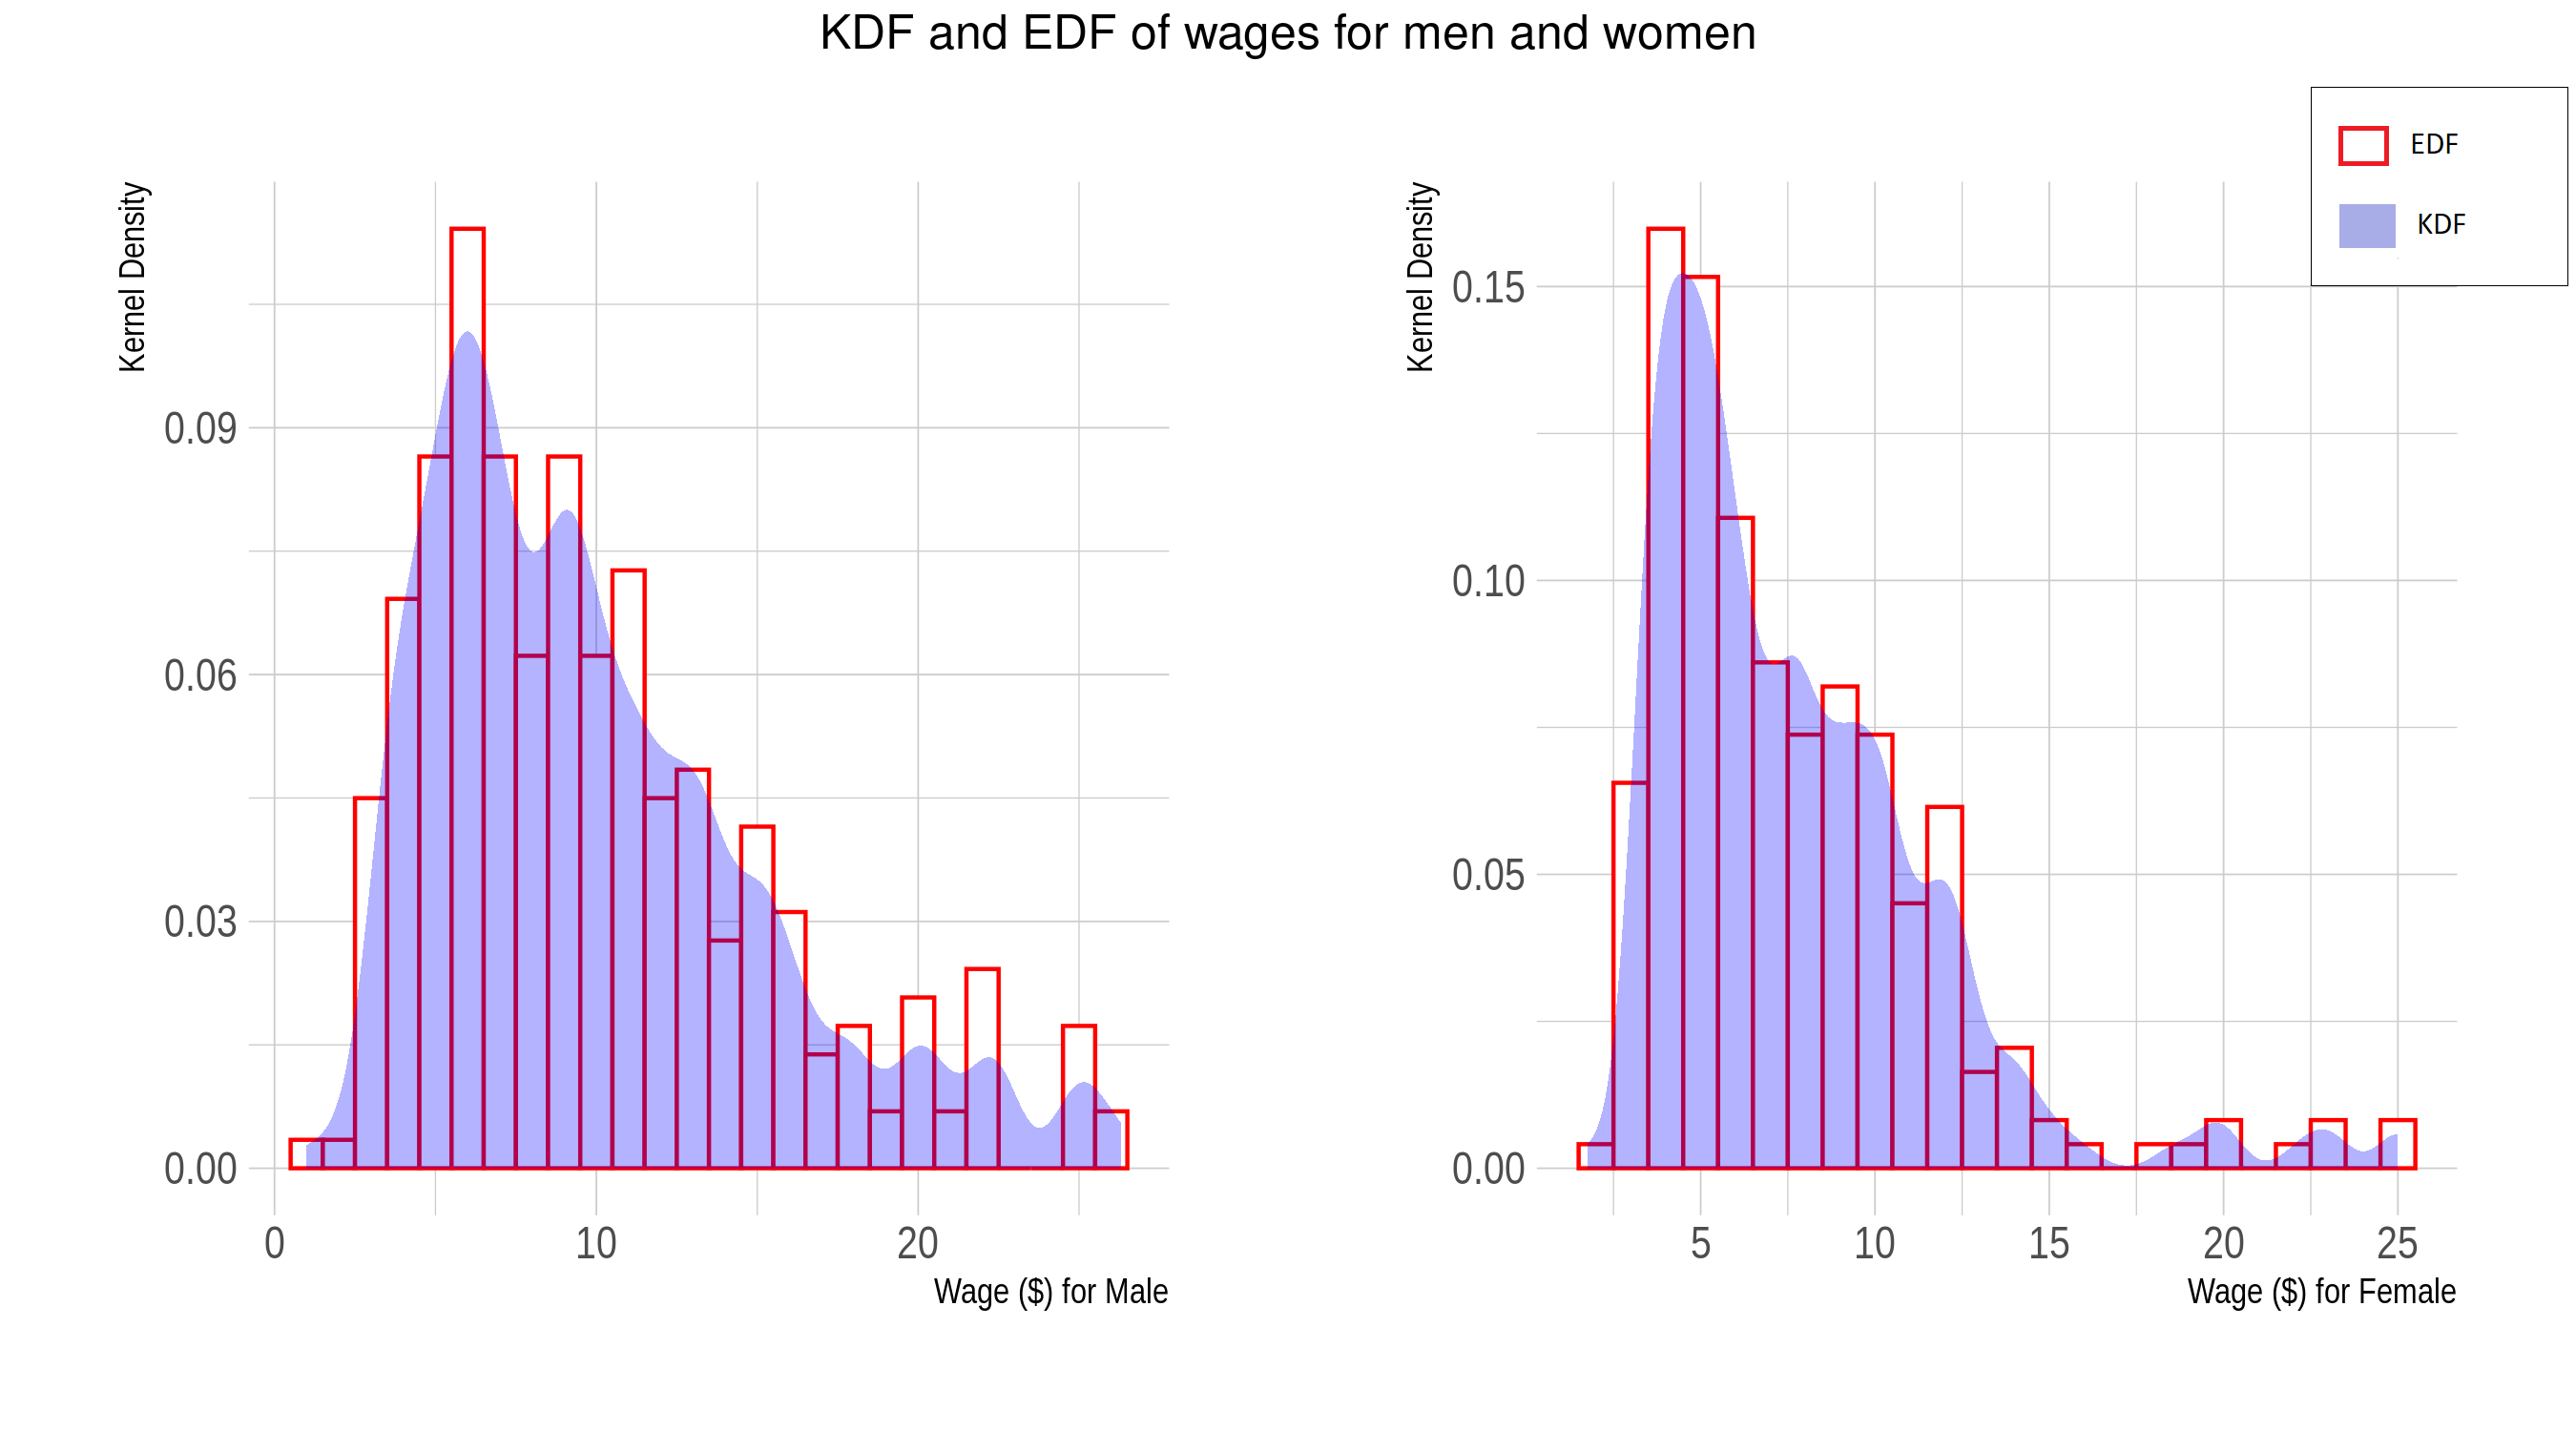 KDF and EDF of wages for men and women
EDF
KDF
Kernel Density
0.09
0.06
0.03
0.00
0
10
20
Wage ($) for Male
Kernel Density
0.15
0.10
0.05
0.00
5
10
15
20
25
Wage ($) for Female